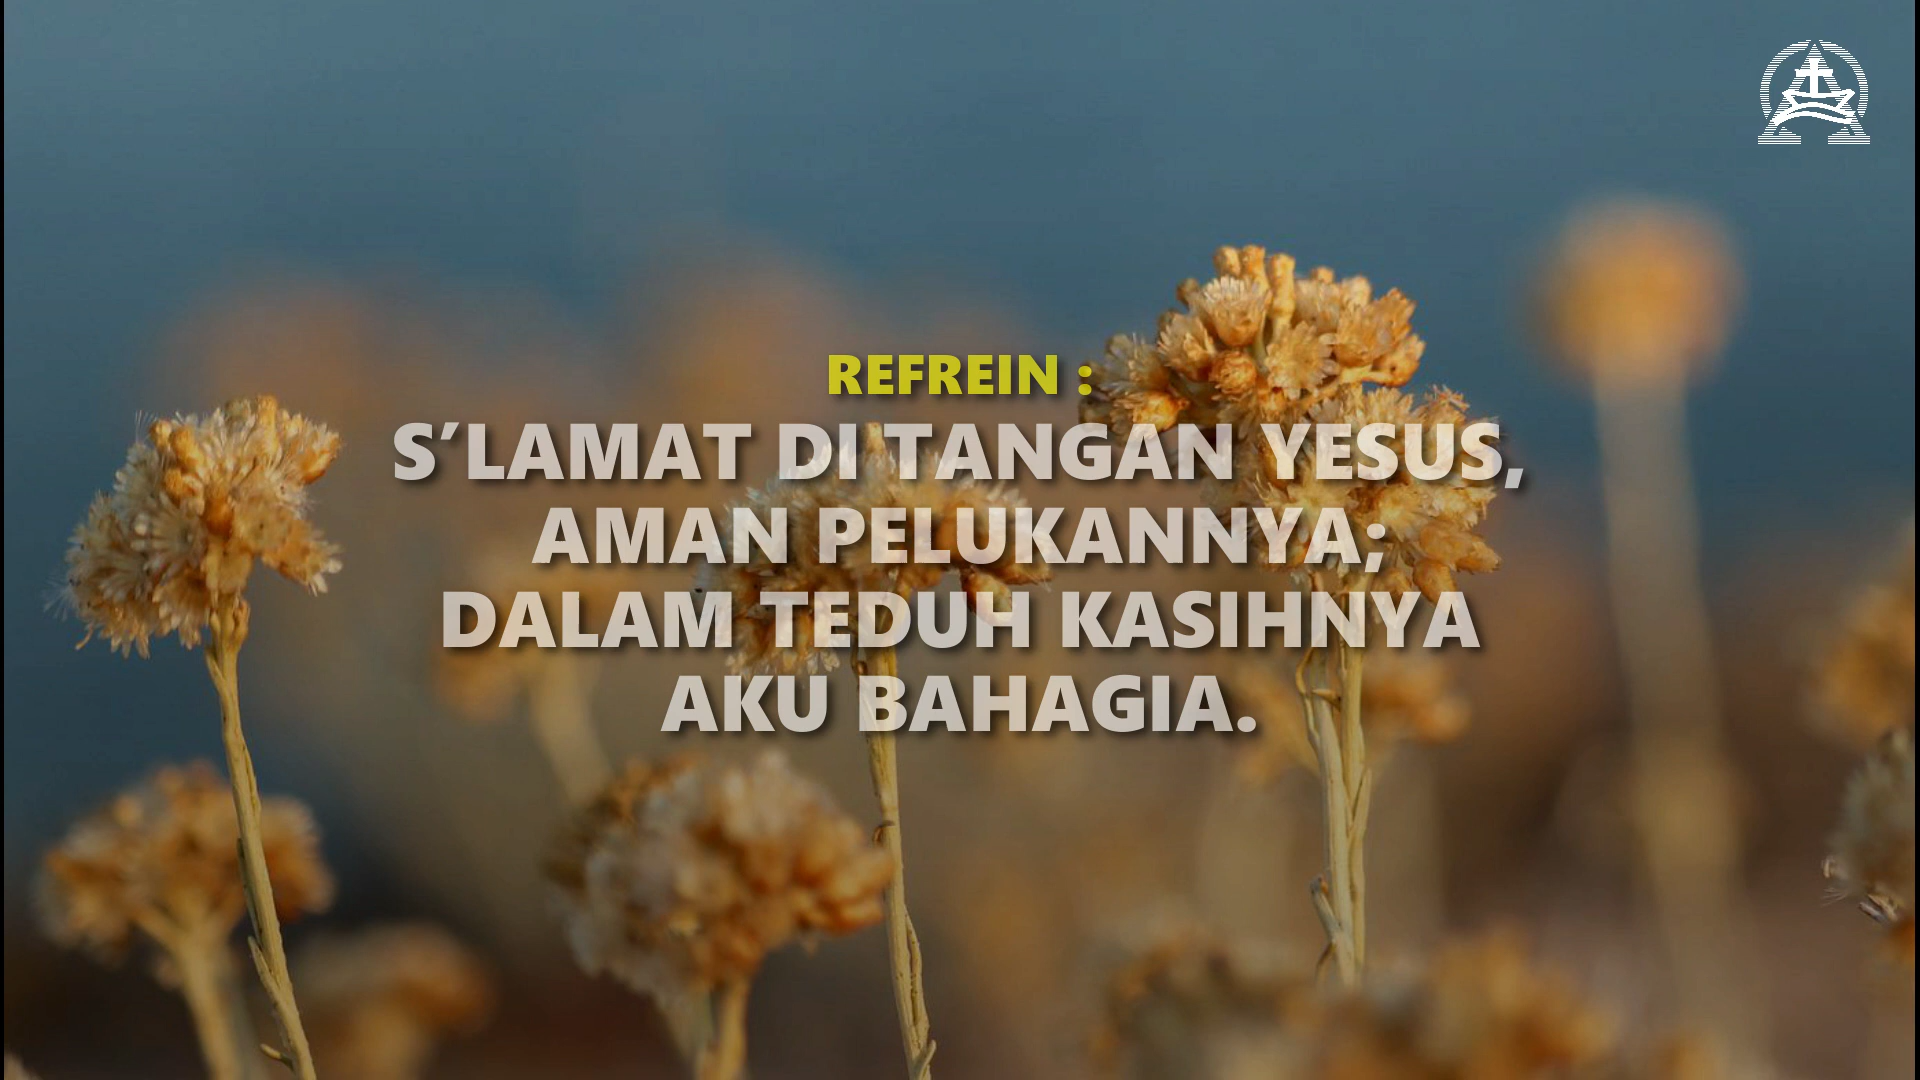 REFREIN :
S’LAMAT DI TANGAN YESUS,
AMAN PELUKANNYA;
DALAM TEDUH KASIHNYA
AKU BAHAGIA.